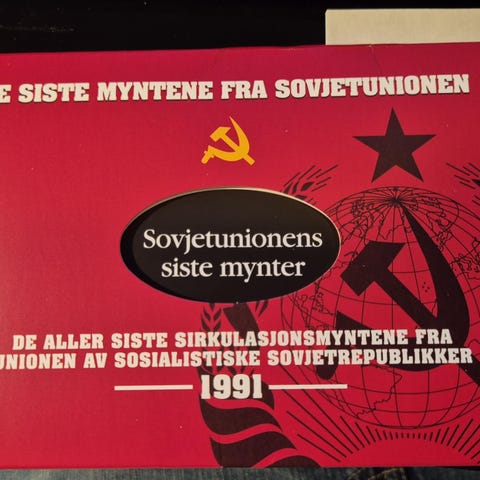 E SISTE MYNTENE FRA SOVJETUNIONEN
Sovjetunionens
siste mynter
DE ALLER SISTE SIRKULASJONSMYNTENE FRA
UNIONEN AV SOSIALISTISKE SOVJETREPUBLIKKER
1991